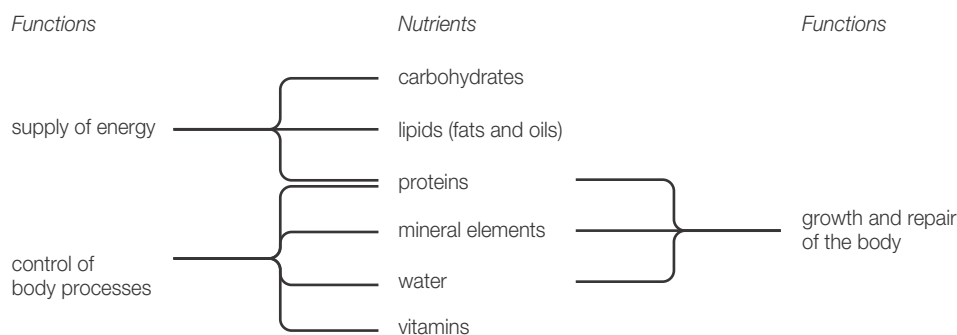 Functions
Nutrients
Functions
carbohydrates
supply of energy
lipids (fats and oils)
proteins
mineral elements
growth and repair
of the body
control of
body processes
water
vitamins